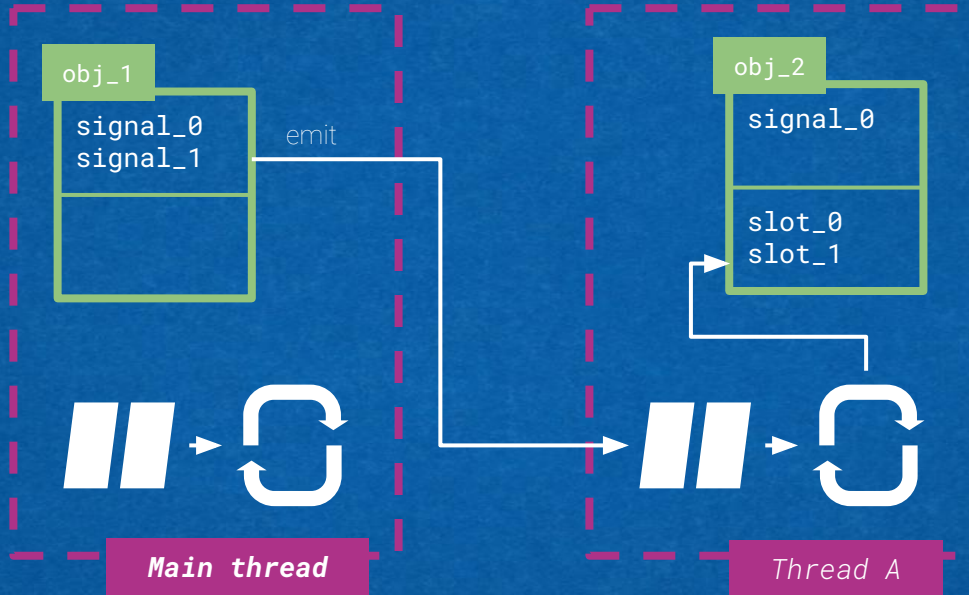 obj_1
signal_0
signal_1
emit
Main thread
obj_2
signal_0
slot_0
slot_1
Thread A